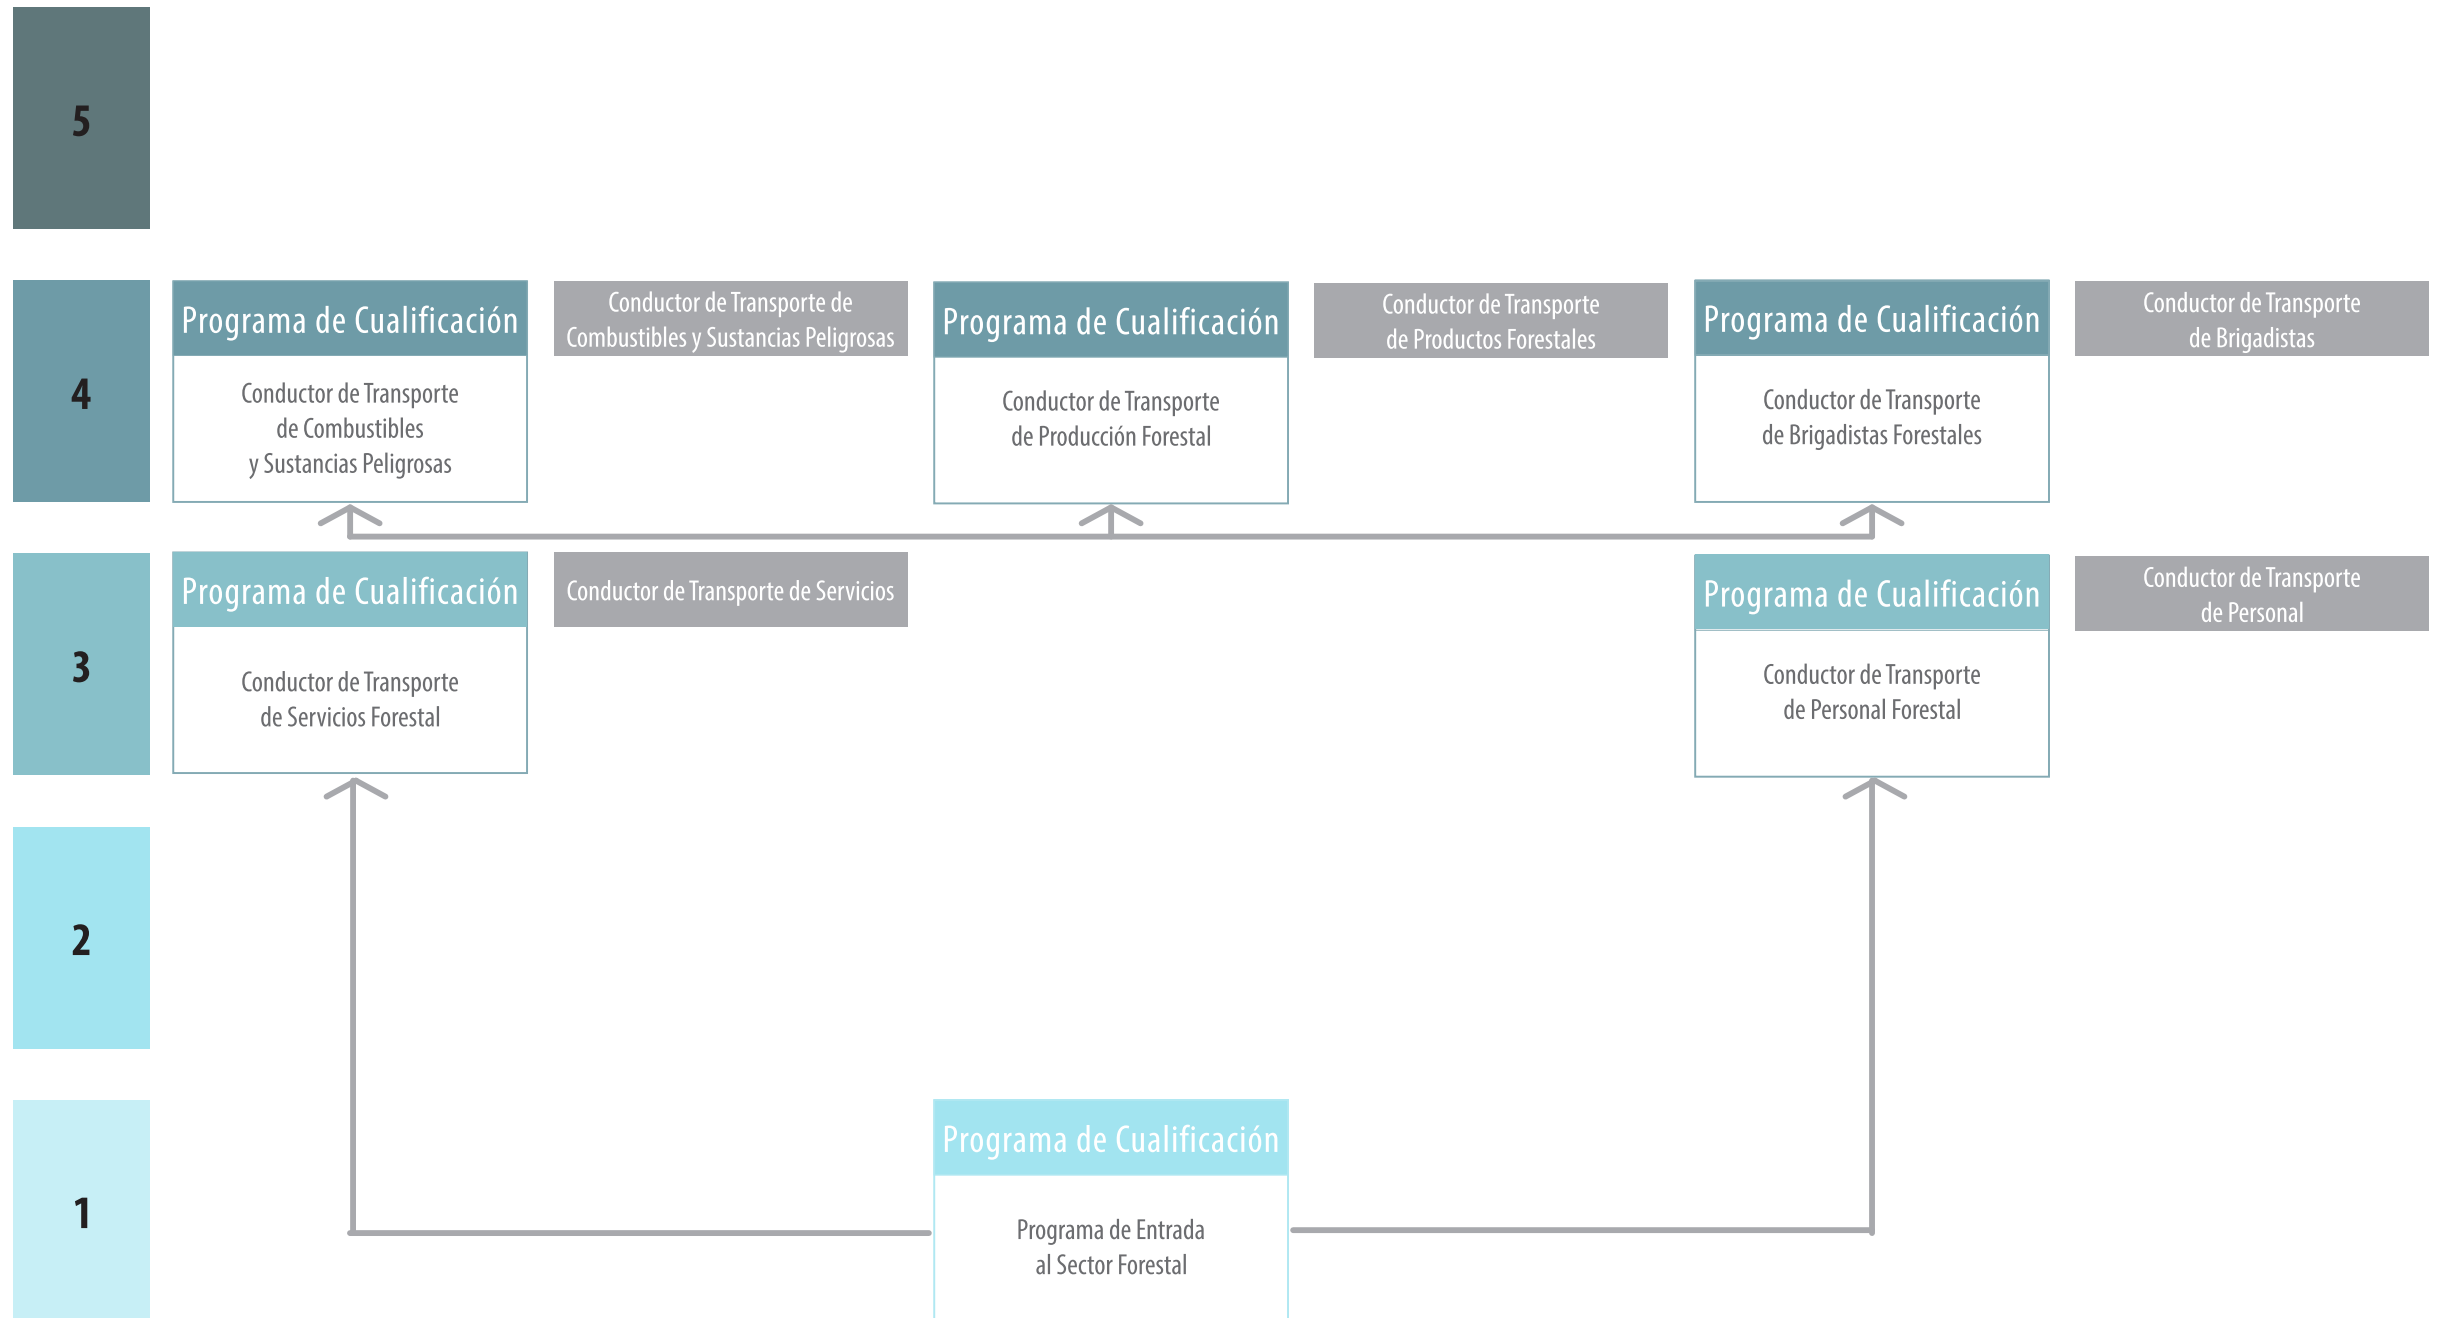 5
4
Programa de Cualificación
Conductor de Transporte
de Combustibles
y Sustancias Peligrosas
Conductor de Transporte de
Combustibles y Sustancias Peligrosas
Programa de Cualificación
Conductor de Transporte
de Producción Forestal
Conductor de Transporte
de Productos Forestales
Programa de Cualificación
Conductor de Transporte
de Brigadistas Forestales
Conductor de Transporte
de Brigadistas
3
Programa de Cualificación
Conductor de Transporte
de Servicios Forestal
Conductor de Transporte de Servicios
Programa de Cualificación
Conductor de Transporte
de Personal Forestal
Conductor de Transporte
de Personal
2
1
Programa de Cualificación
Programa de Entrada
al Sector Forestal